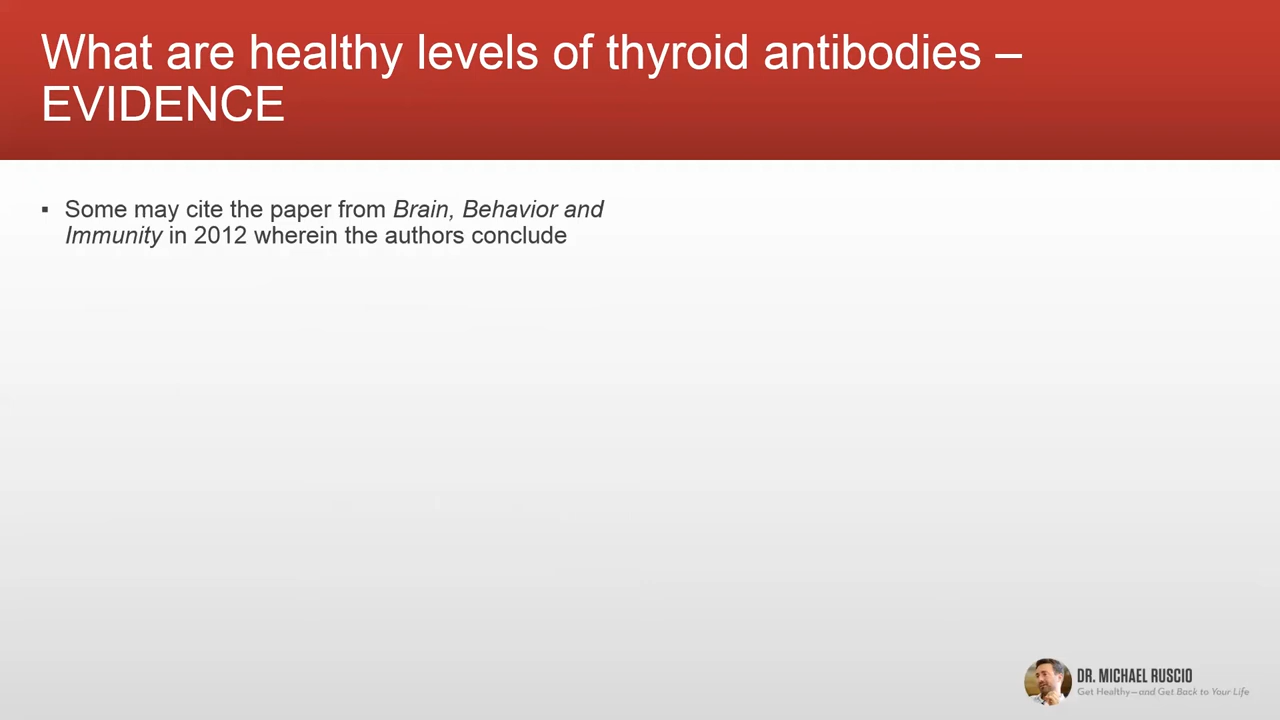 What are healthy levels of thyroid antibodies –
EVIDENCE
▪ Some may cite the paper from Brain, Behavior and
Immunity in 2012 wherein the authors conclude
DR. MICHAEL RUSCIO
Get Healthy—and Get Back to Your Life